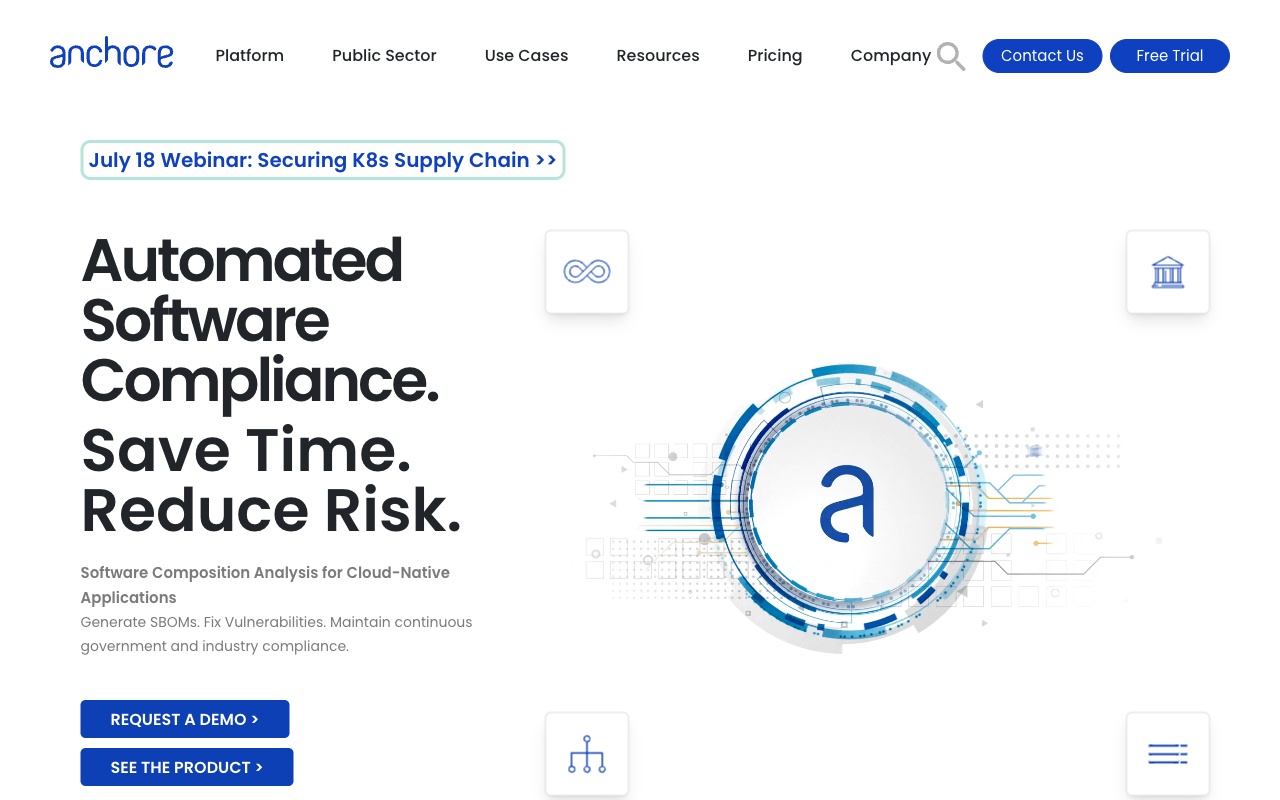 anchore
Platform
Public Sector
Use Cases
Resources
Pricing
Company
Contact Us
Free Trial
July 18 Webinar: Securing K8s Supply Chain >>
Automated
Software
Compliance.
Save Time.
Reduce Risk.
Software Composition Analysis for Cloud-Native
Applications
Generate SBOMs. Fix Vulnerabilities. Maintain continuous
government and industry compliance.
a
REQUEST A DEMO >
SEE THE PRODUCT >